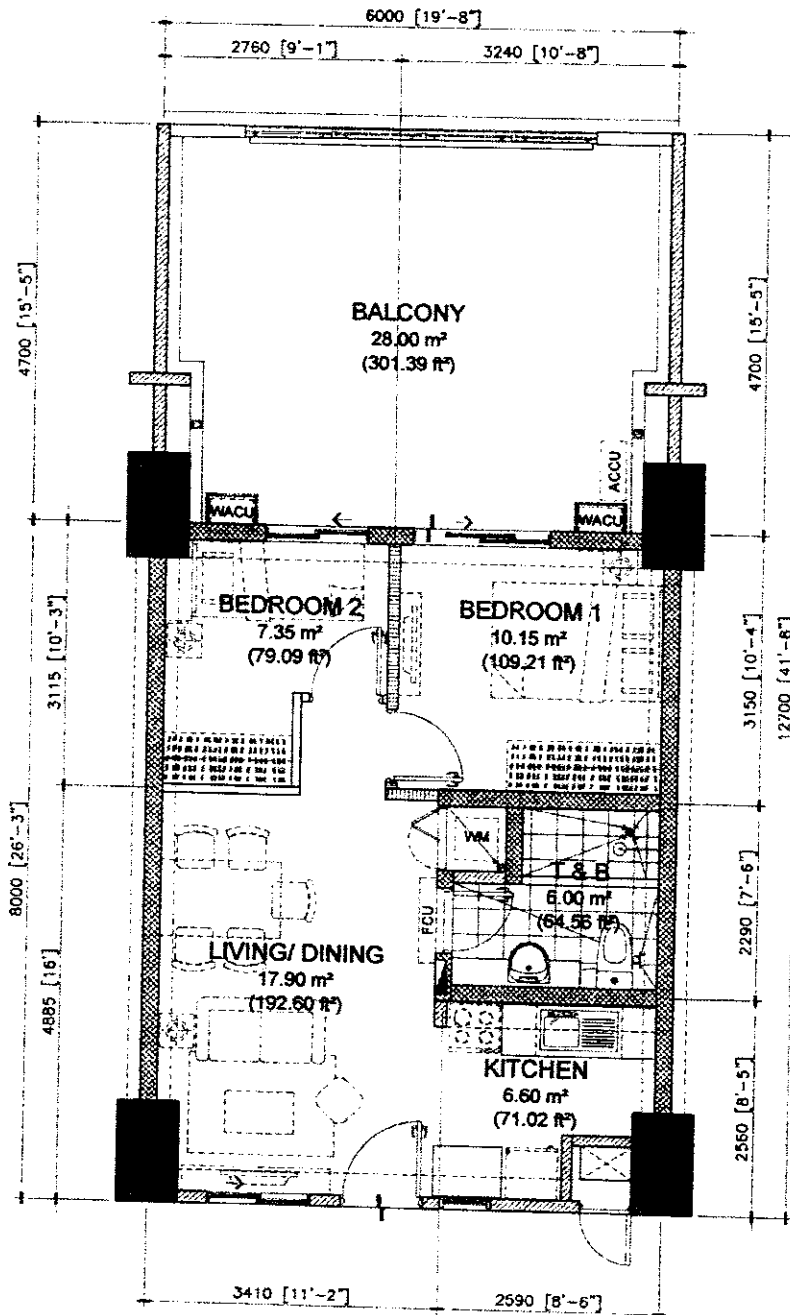 6000 [19'-8"]
2760 [9'-1"]
3240 [10'-8"]
4700 [15'-5"]
4700 [15'-5"]
BALCONY
28.00 m²
(301.39 ft²)
ACCU
WACU
WACU
BEDROOM 2
7.35 m²
(79.09 ft²)
BEDROOM 1
10.15 m²
(109.21 ft²)
3115 [10'-3"]
3150 [10'-4"]
12700 [41'-8"]
8000 [26'-3"]
WM
T & B
6.00 m²
(64.56 ft²)
FCU
2290 [7'-6"]
LIVING/ DINING
17.90 m²
(192.60 ft²)
4885 [16']
KITCHEN
6.60 m²
(71.02 ft²)
2560 [8'-5"]
3410 [11'-2"]
2590 [8'-6"]